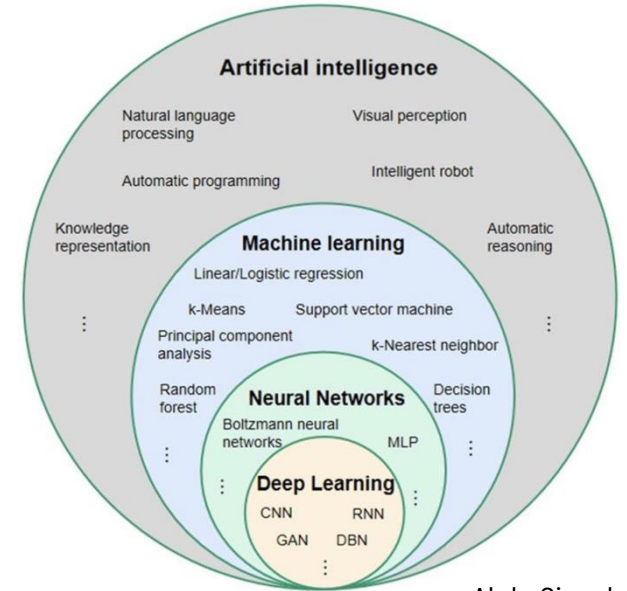 Artificial intelligence
Natural language
processing
Visual perception
Automatic programming
Intelligent robot
Knowledge
representation
Automatic
reasoning
Machine learning
Linear/Logistic regression
k-Means
Support vector machine
Principal component
analysis
k-Nearest neighbor
Random
forest
Decision
trees
Neural Networks
Boltzmann neural
networks
MLP
Deep Learning
CNN
RNN
GAN
DBN